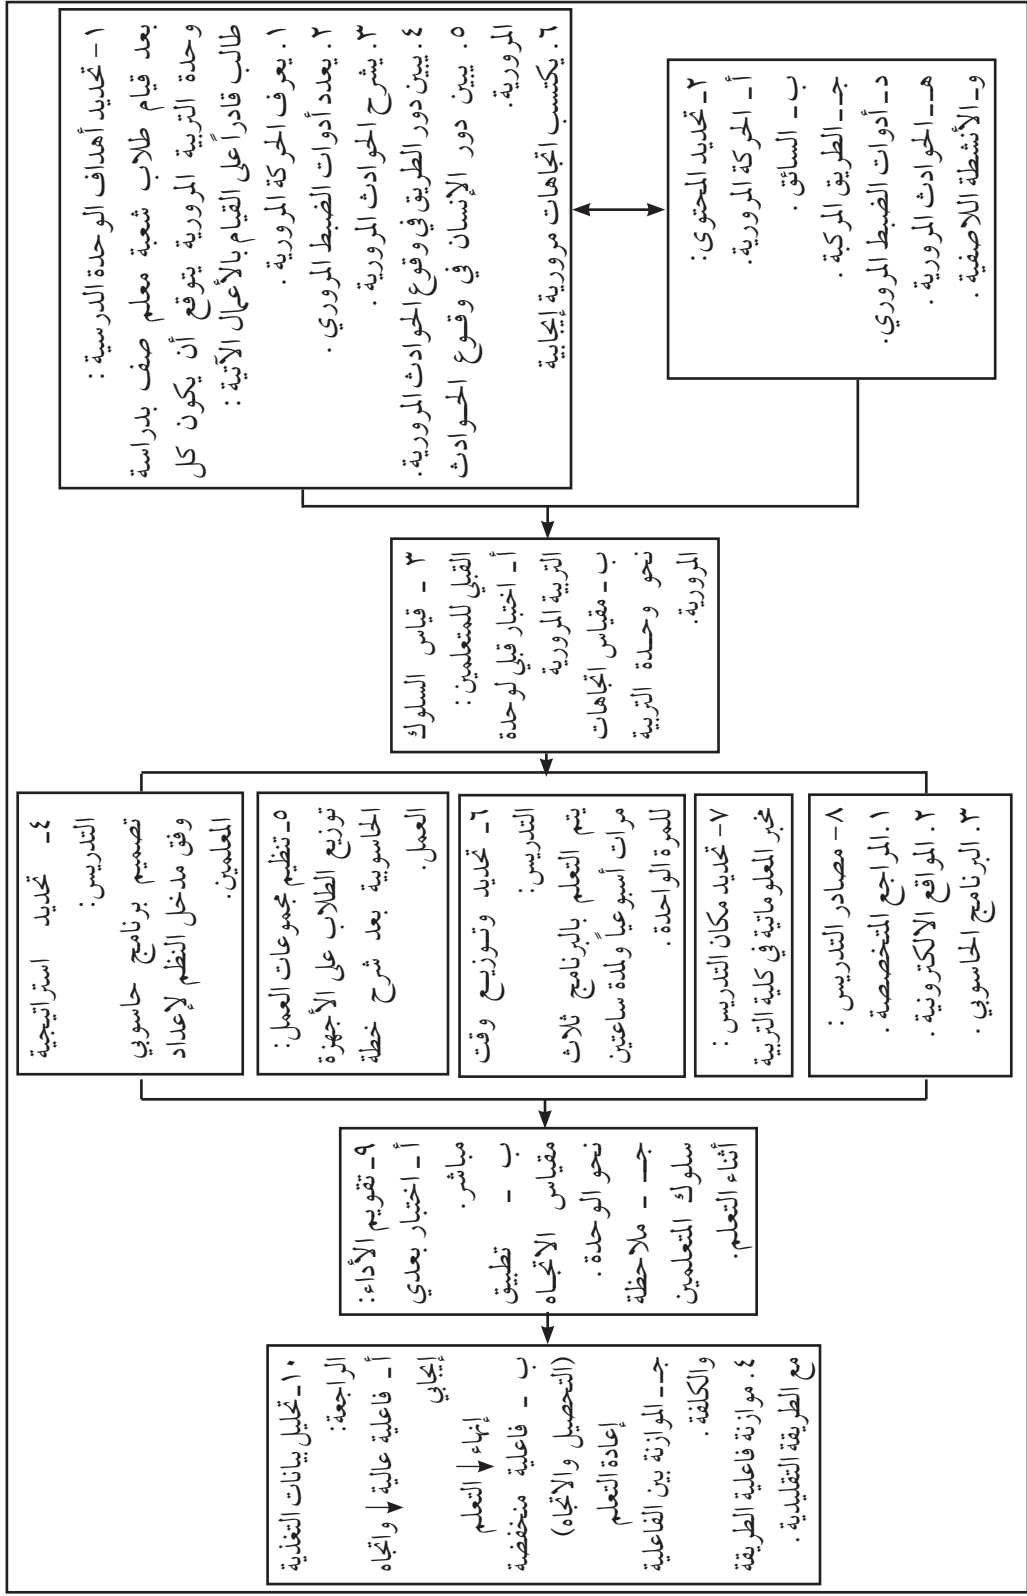 ١- تحديد أهداف الوحدة الدرسية :
بعد قيام طلاب شعبة معلم صف بدراسة
وحدة التربية المرورية يتوقع أن يكون كل
طالب قادراً على القيام بالأعمال الآتية :
١. يعرف الحركة المرورية .
٢. يعدد أدوات الضبط المروري .
٣. يشرح الحوادث المرورية .
٤. يبين دور الطريق في وقوع الحوادث المرورية.
٥. يبين دور الإنسان في وقوع الحوادث
المرورية.
٦. يكتسب اتجاهات مرورية إيجابية
٢ـ تحديد المحتوى:
أ ـ الحركة المرورية.
ب ـ السائق .
جـ ـ الطريق المركبة .
د ـ أدوات الضبط المروري.
هـ ـ الحوادث المرورية .
و ـ الأنشطة اللاصفية .
٣ ـ قياس السلوك
القبلي للمتعلمين :
أ ـ اختبار قبلي لوحدة
التربية المرورية
ب ـ مقياس اتجاهات
نحو وحدة التربية
المرورية.
٤ـ تحديد استراتيجية
التدريس:
تصميم برنامج حاسوبي
وفق مدخل النظم لإعداد
المعلمين.
٥ـ تنظيم مجموعات العمل:
توزيع الطلاب على الأجهزة
الحاسوبية بعد شرح خطة
العمل.
٦ـ تحديد وتوزيع وقت
التدريس:
يتم التعلم بالبرنامج ثلاث
مرات أسبوعياً ولمدة ساعتين
للمرة الواحدة .
٧- تحديد مكان التدريس :
مخبر المعلوماتية في كلية التربية
٨- مصادر التدريس :
١. المراجع المتخصصة .
٢. المواقع الالكترونية .
٣. البرنامج الحاسوبي .
٩ـ تقويم الأداء:
أ ـ اختبار بعدي
مباشر.
ب ـ تطبيق
مقياس الاتجاه
نحو الوحدة .
جـ ـ ملاحظة
سلوك المتعلمين
أثناء التعلم.
١٠ـ تحليل بيانات التغذية
الراجعة:
أ ـ فاعلية عالية واتجاه
إيجابي
إنهاء التعلم
ب ـ فاعلية منخفضة
(التحصيل والاتجاه)
إعادة التعلم
جـ ـ الموازنة بين الفاعلية
والكلفة .
٤. موازنة فاعلية الطريقة
مع الطريقة التقليدية .